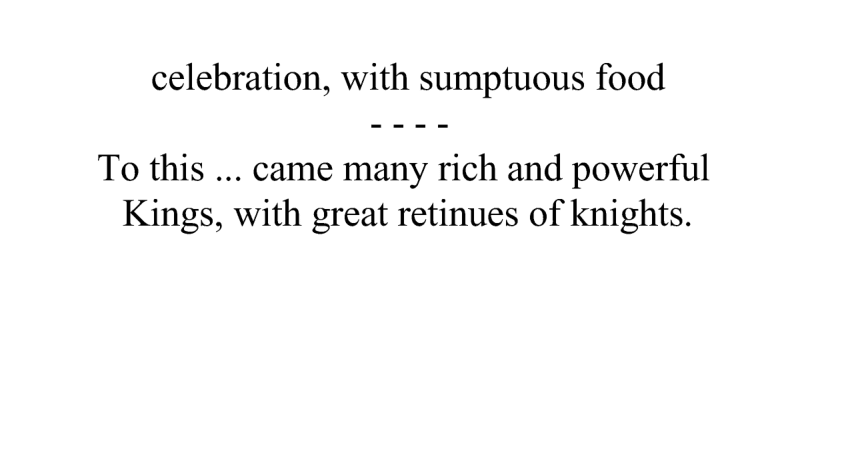 celebration, with sumptuous food
- - - -
To this ... came many rich and powerful
Kings, with great retinues of knights.